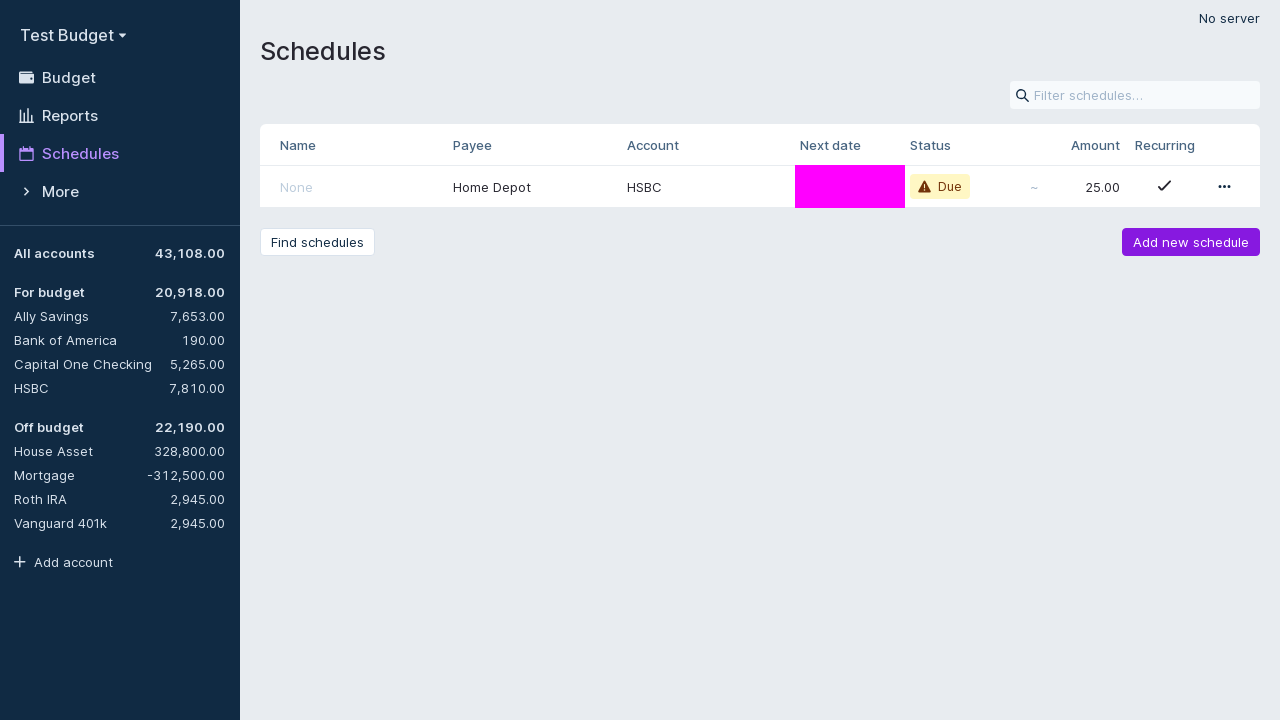 No server
Test Budget
Budget
Reports
Schedules
More
All accounts 43,108.00
For budget 20,918.00
Ally Savings 7,653.00
Bank of America 190.00
Capital One Checking 5,265.00
HSBC 7,810.00
Off budget 22,190.00
House Asset 328,800.00
Mortgage -312,500.00
Roth IRA 2,945.00
Vanguard 401k 2,945.00
Add account
Schedules
Filter schedules...
Name Payee Account Next date Status Amount Recurring
None Home Depot HSBC Due ~ 25.00
Find schedules Add new schedule